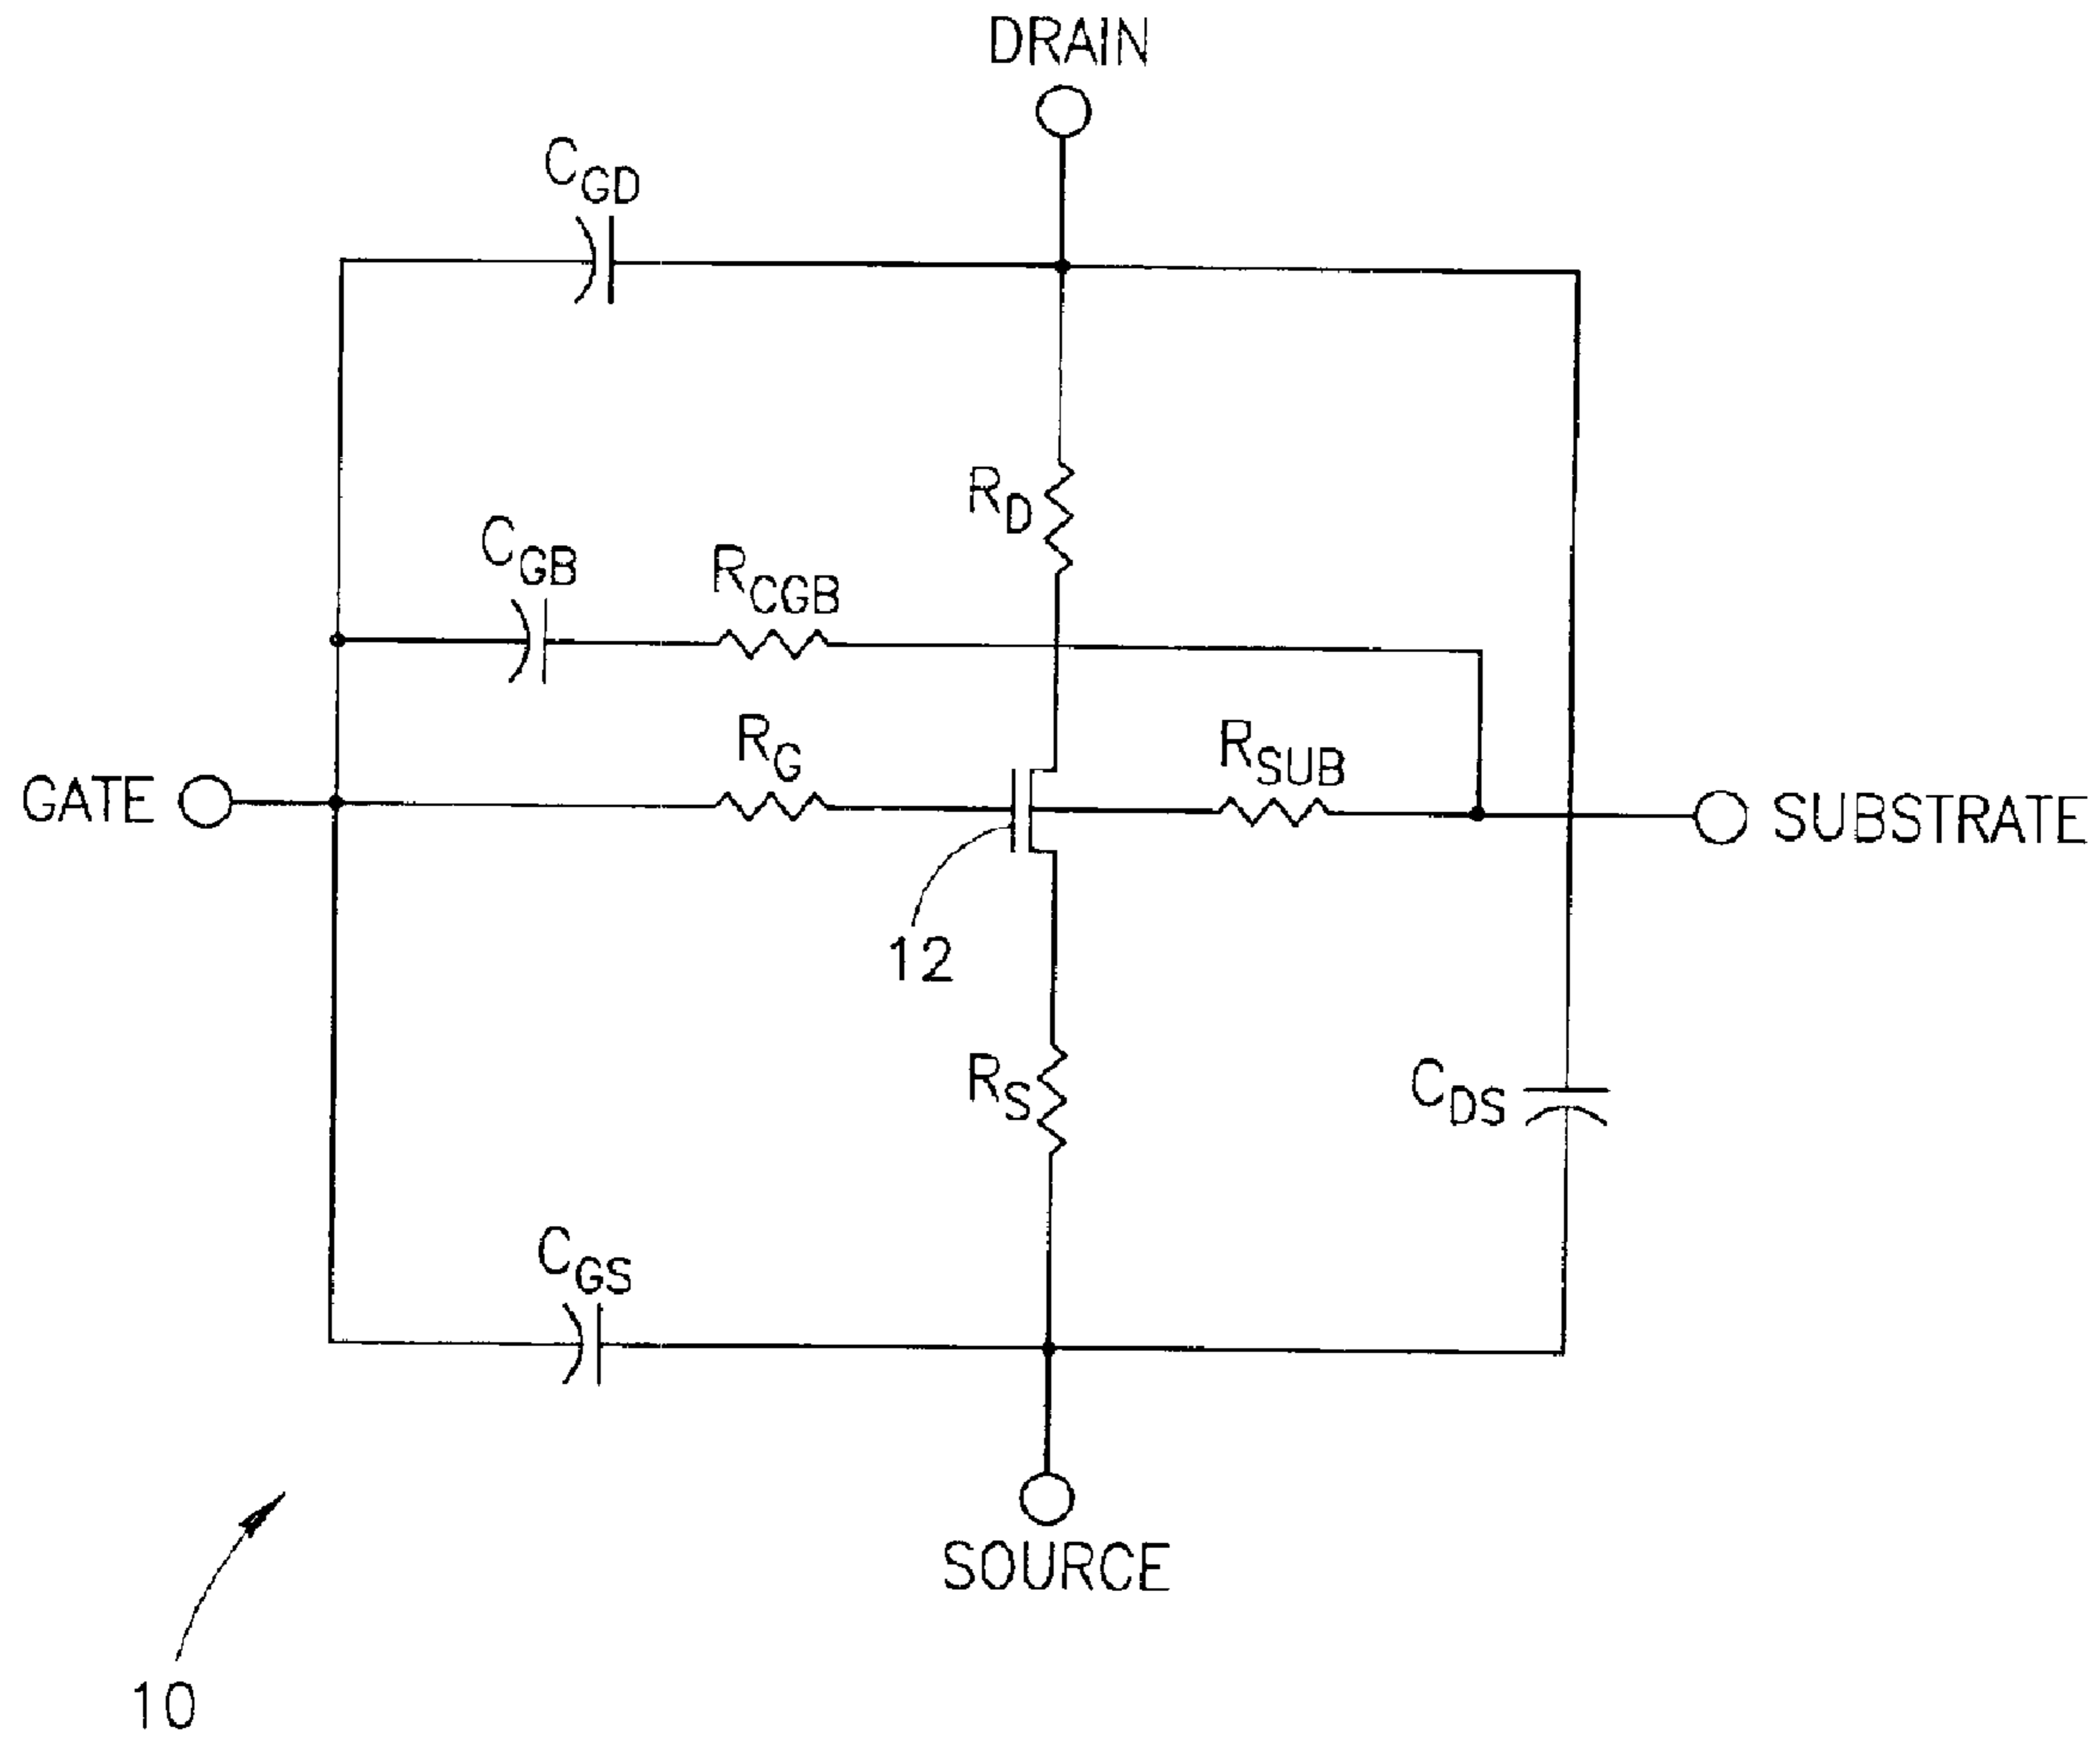 DRAIN
CGD
RD
CGB
RCGB
RG
RSUB
GATE
SUBSTRATE
12
RS
CDS
CGS
SOURCE
10